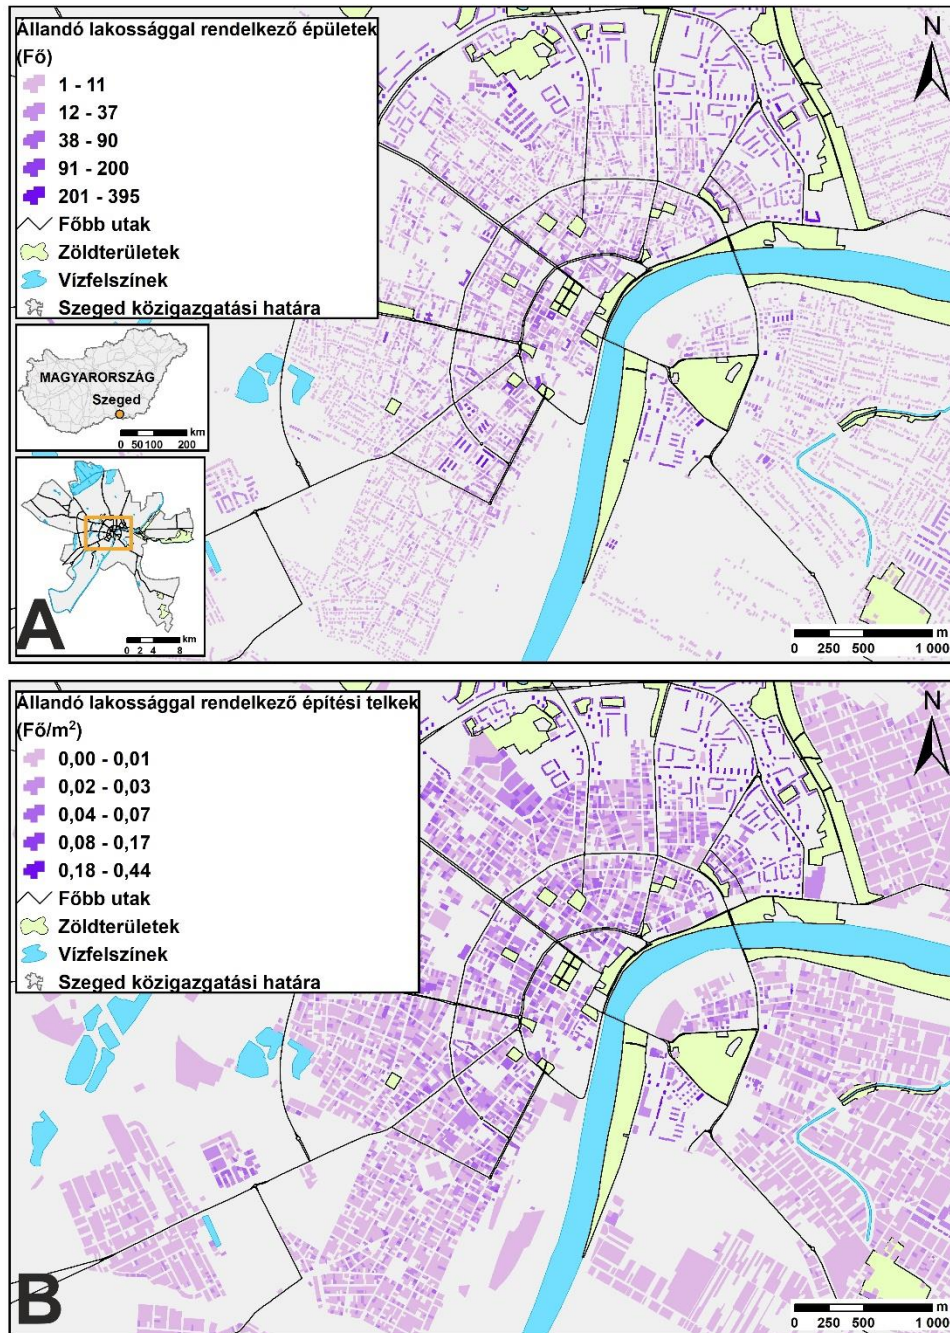 Állandó lakossággal rendelkező épületek
(Fő)
1 - 11
12 - 37
38 - 90
91 - 200
201 - 395
Főbb utak
Zöldterületek
Vízfelszínek
Szeged közigazgatási határa
N
MAGYARORSZÁG
Szeged
km
0 50 100 200
km
0 2 4 8
A
m
0 250 500 1 000
Állandó lakossággal rendelkező építési telkek
(Fő/m²)
0,00 - 0,01
0,02 - 0,03
0,04 - 0,07
0,08 - 0,17
0,18 - 0,44
Főbb utak
Zöldterületek
Vízfelszínek
Szeged közigazgatási határa
N
B
m
0 250 500 1 000